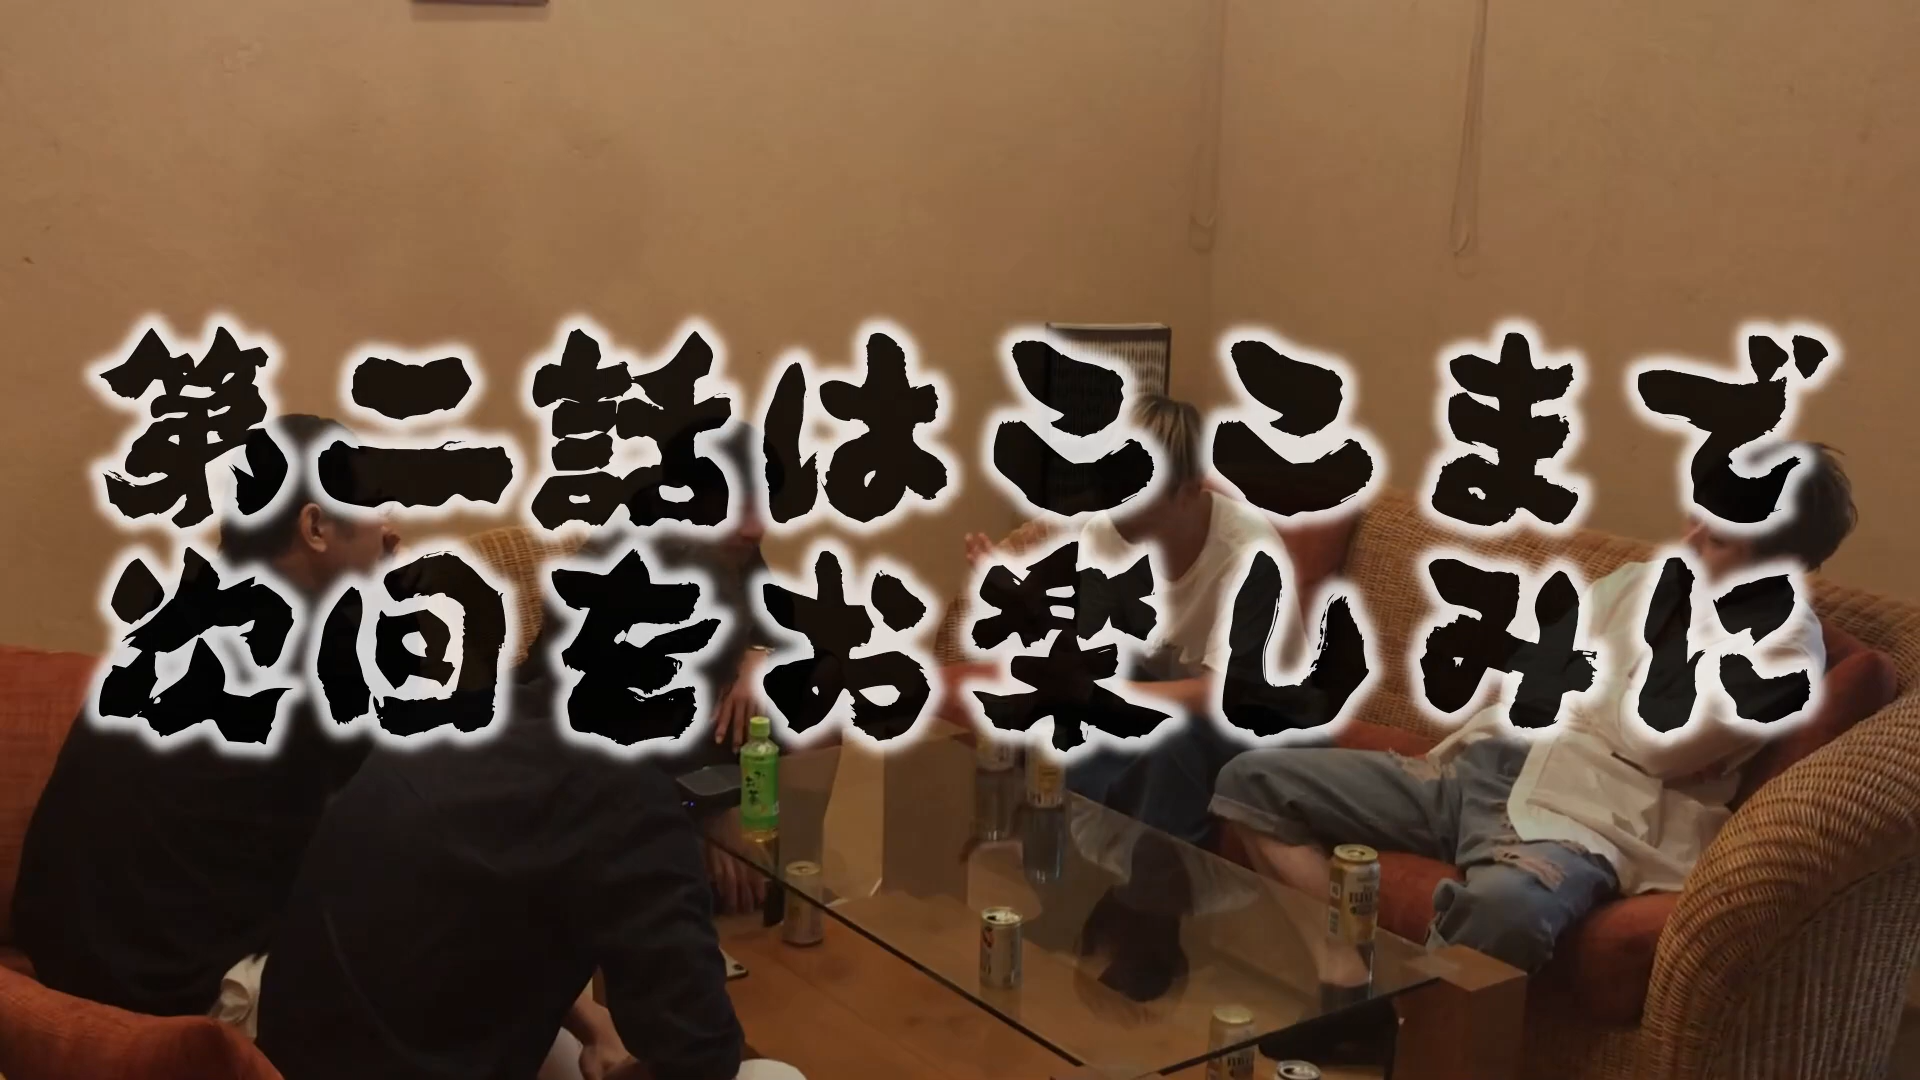 第二話はここまで
次回をお楽しみに